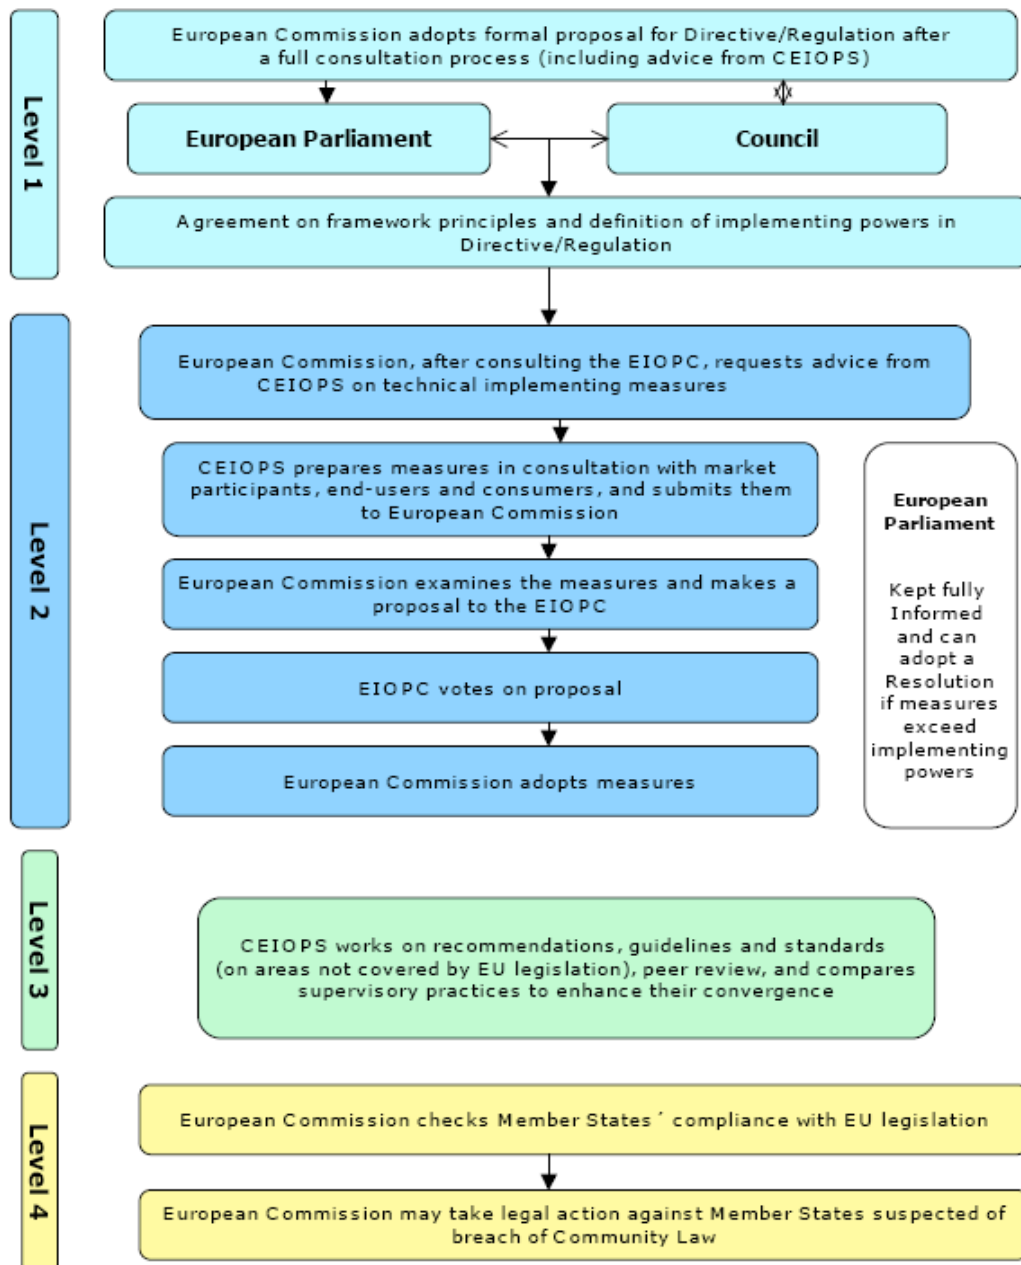 Level 1
European Commission adopts formal proposal for Directive/Regulation after
a full consultation process (including advice from CEIOPS)
European Parliament
Council
Agreement on framework principles and definition of implementing powers in
Directive/Regulation
Level 2
European Commission, after consulting the EIOPC, requests advice from
CEIOPS on technical implementing measures
CEIOPS prepares measures in consultation with market
participants, end-users and consumers, and submits them
to European Commission
European Commission examines the measures and makes a
proposal to the EIOPC
EIOPC votes on proposal
European Commission adopts measures
European
Parliament
Kept fully
Informed
and can
adopt a
Resolution
if measures
exceed
implementing
powers
Level 3
CEIOPS works on recommendations, guidelines and standards
(on areas not covered by EU legislation), peer review, and compares
supervisory practices to enhance their convergence
Level 4
European Commission checks Member States´ compliance with EU legislation
European Commission may take legal action against Member States suspected of
breach of Community Law